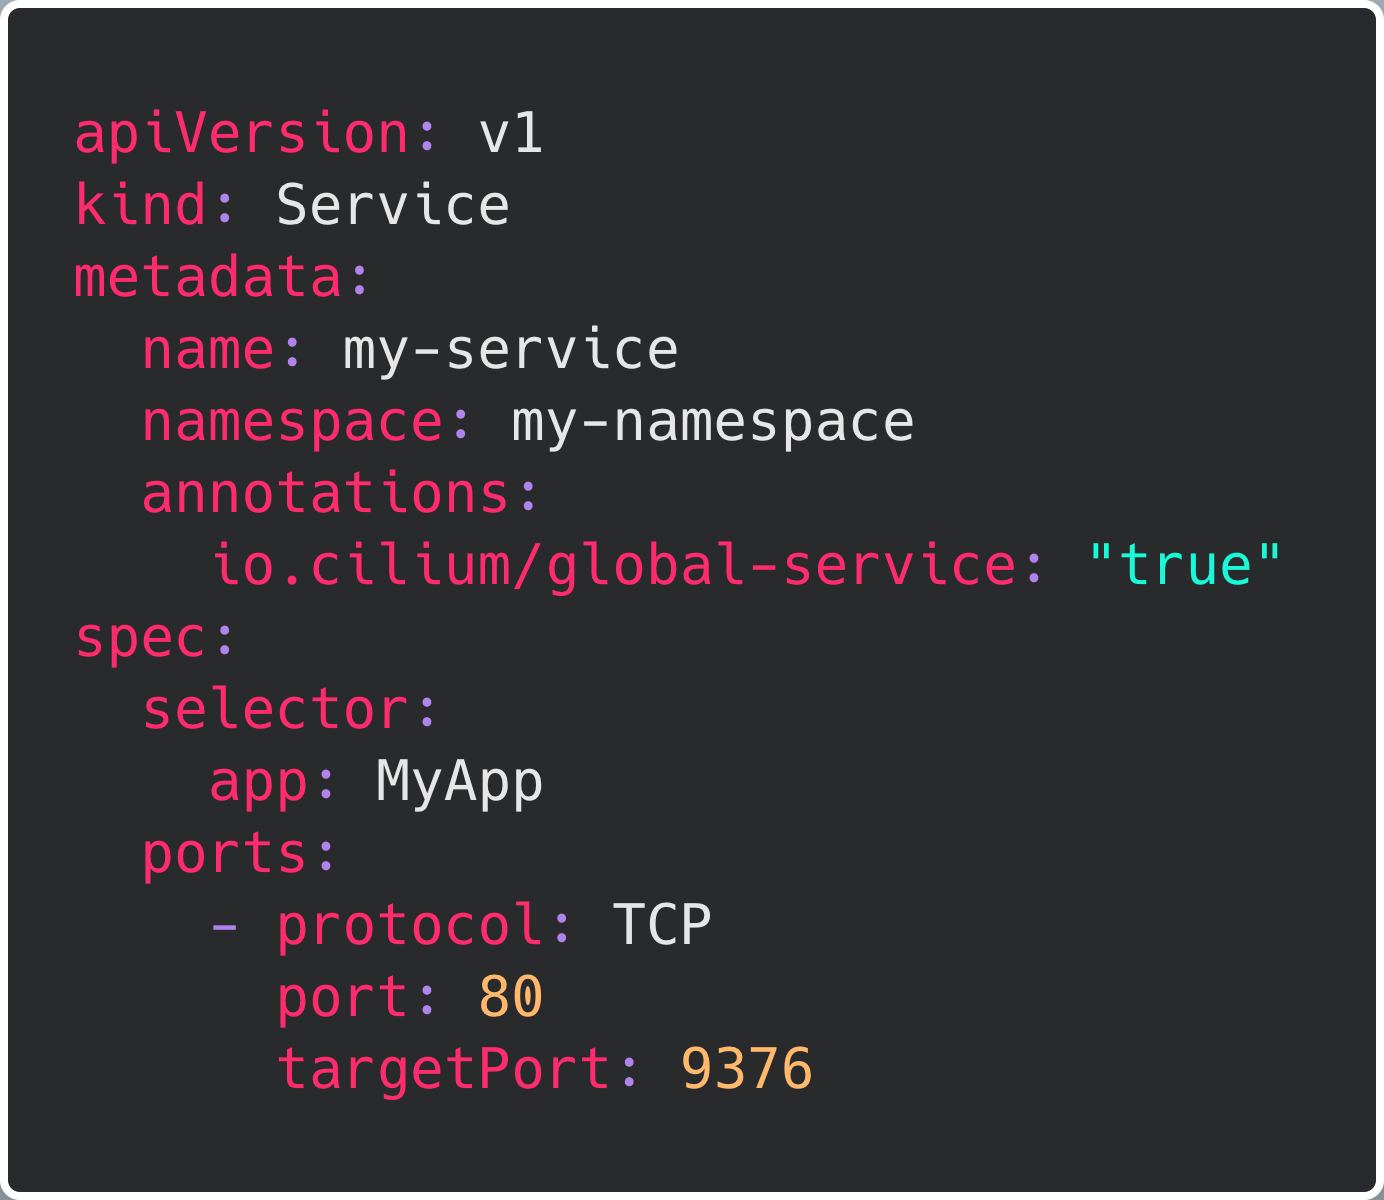 apiVersion: v1
kind: Service
metadata:
  name: my-service
  namespace: my-namespace
  annotations:
    io.cilium/global-service: "true"
spec:
  selector:
    app: MyApp
  ports:
    - protocol: TCP
      port: 80
      targetPort: 9376